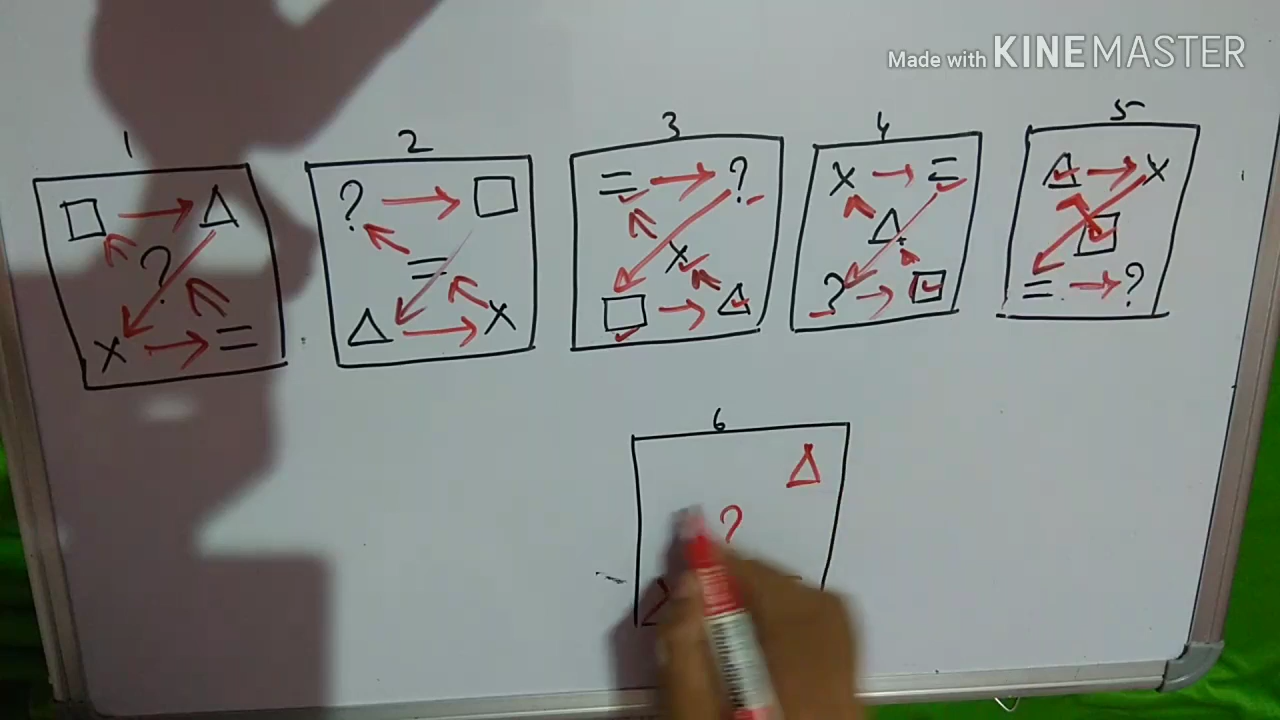 Made with KINEMASTER
1 2 3 4 5
□ △ ? □ = ? × = △ ×
? = × △ □
× = △ × □ △ ? □ = ?
6
△
?